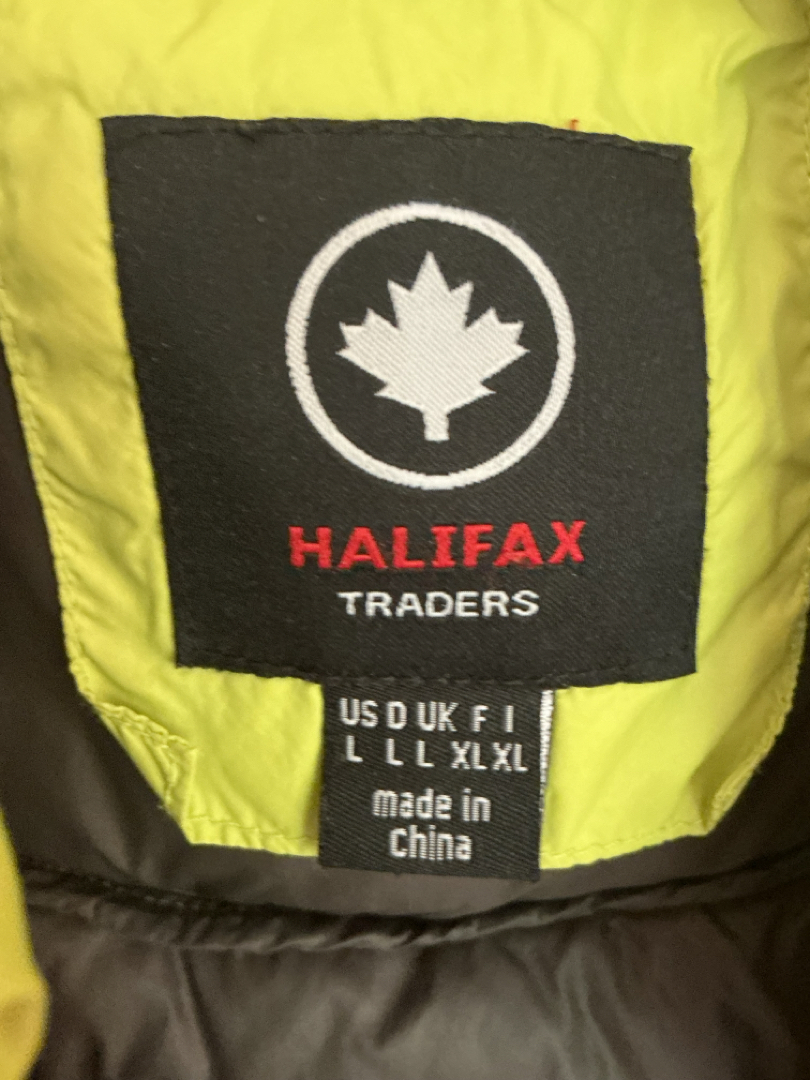 HALIFAX
TRADERS
US D UK F I
L L L XL XL
made in
China